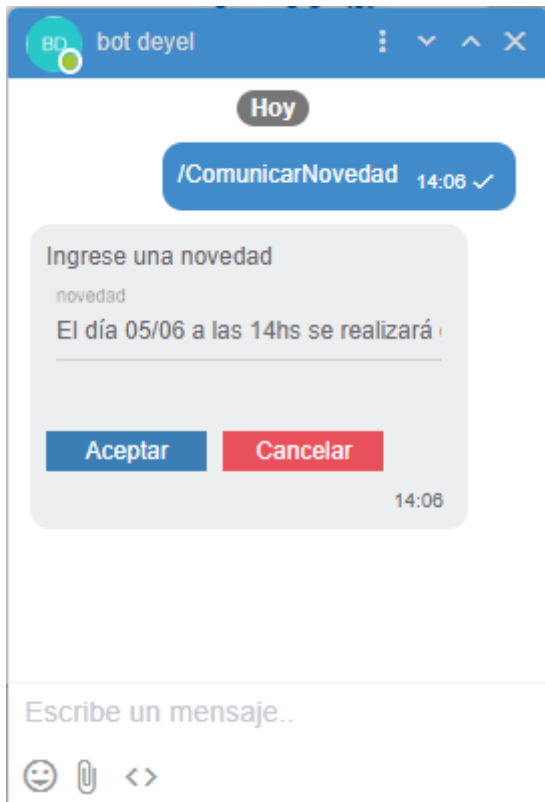 BD bot deyel
Hoy
/ComunicarNovedad 14:06
Ingrese una novedad
novedad
El día 05/06 a las 14hs se realizará
Aceptar Cancelar
14:06
Escribe un mensaje..